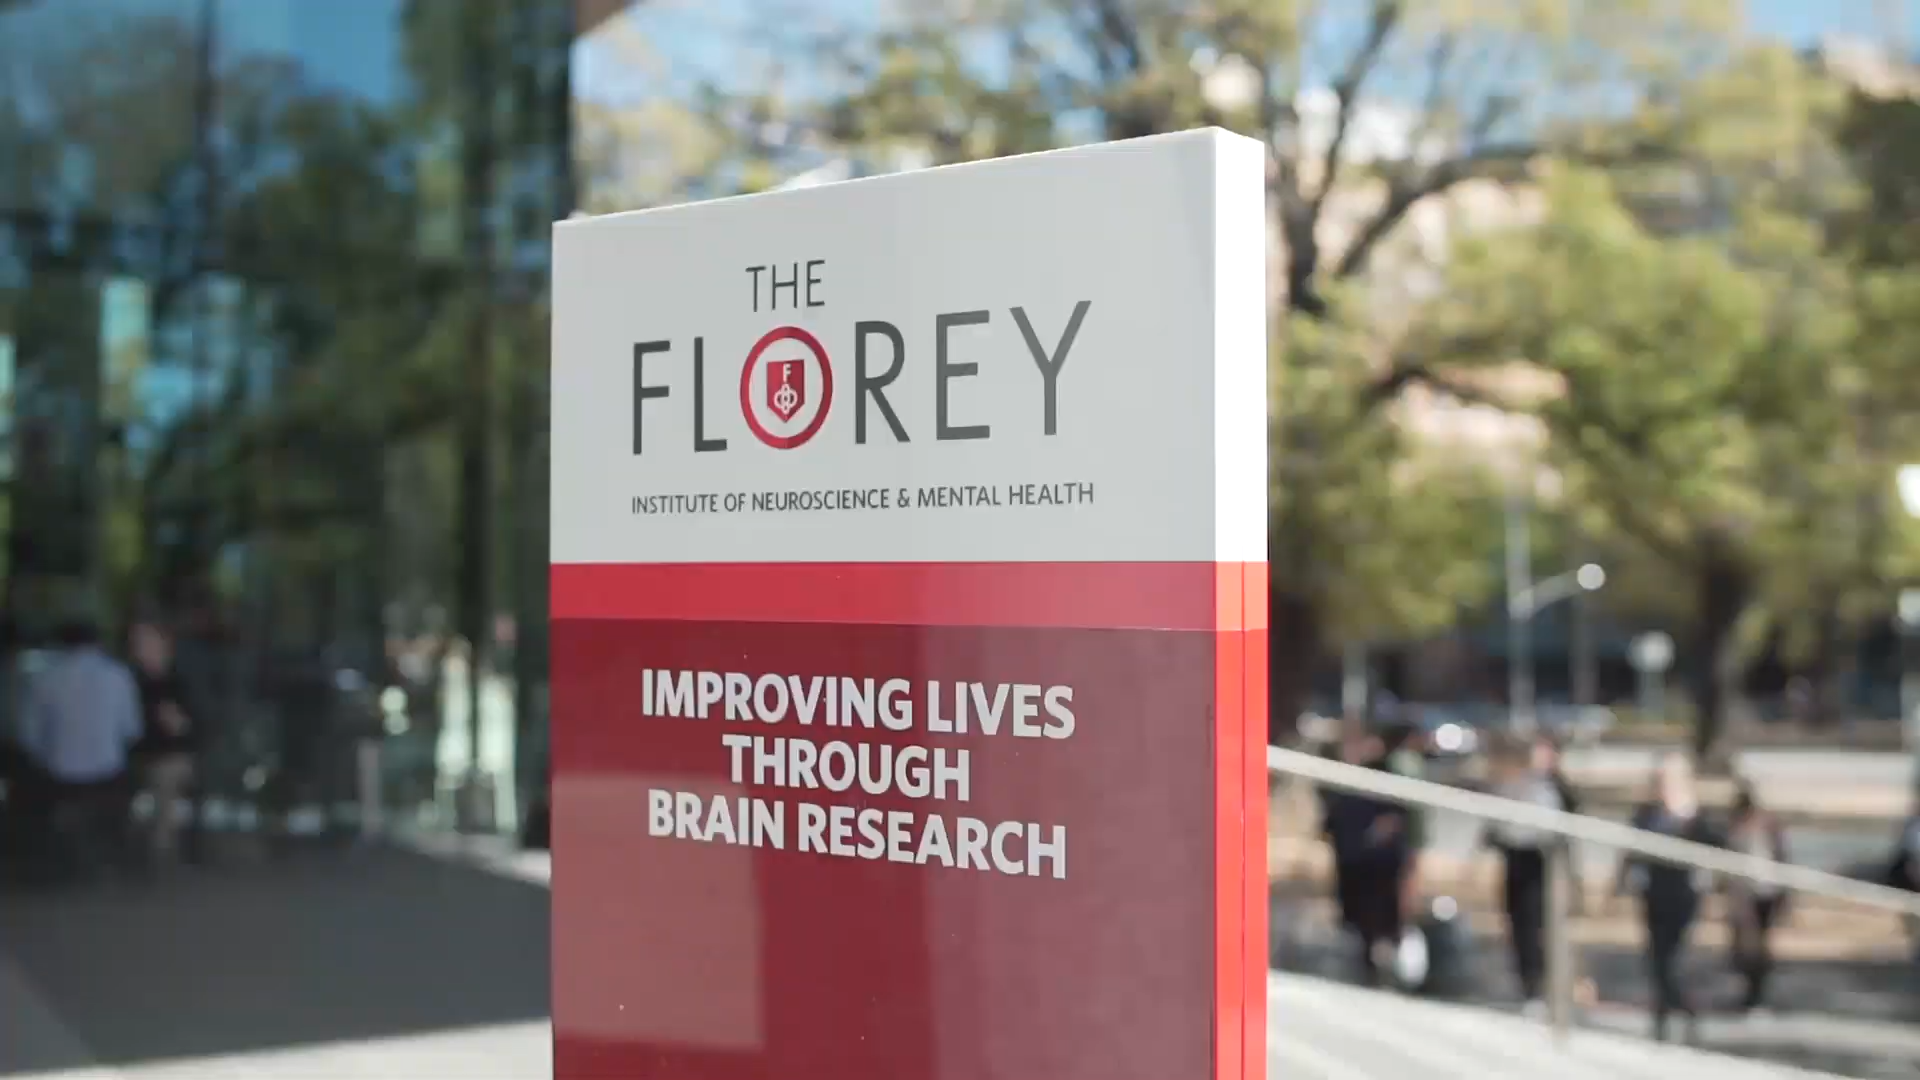 THE
FLOREY
F
INSTITUTE OF NEUROSCIENCE & MENTAL HEALTH
IMPROVING LIVES
THROUGH
BRAIN RESEARCH